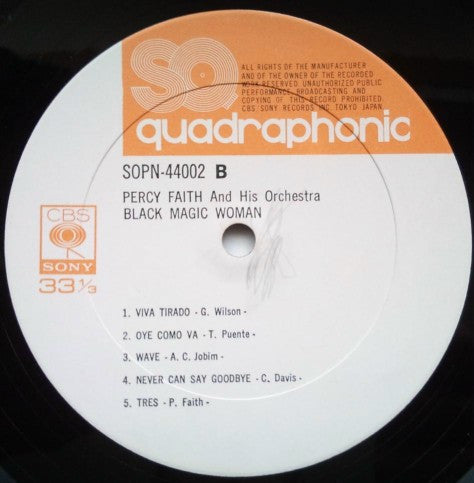 SQ
ALL RIGHTS OF THE MANUFACTURER
AND OF THE OWNER OF THE RECORDED
WORK RESERVED UNAUTHORIZED PUBLIC
PERFORMANCE, BROADCASTING AND
COPYING OF THIS RECORD PROHIBITED
CBS SONY RECORDS INC. TOKYO JAPAN
quadraphonic
SOPN-44002 B
PERCY FAITH And His Orchestra
BLACK MAGIC WOMAN
CBS
SONY
33 1/3
1. VIVA TIRADO - G. Wilson -
2. OYE COMO VA - T. Puente -
3. WAVE - A. C. Jobim -
4. NEVER CAN SAY GOODBYE - C. Davis -
5. TRES - P. Faith -